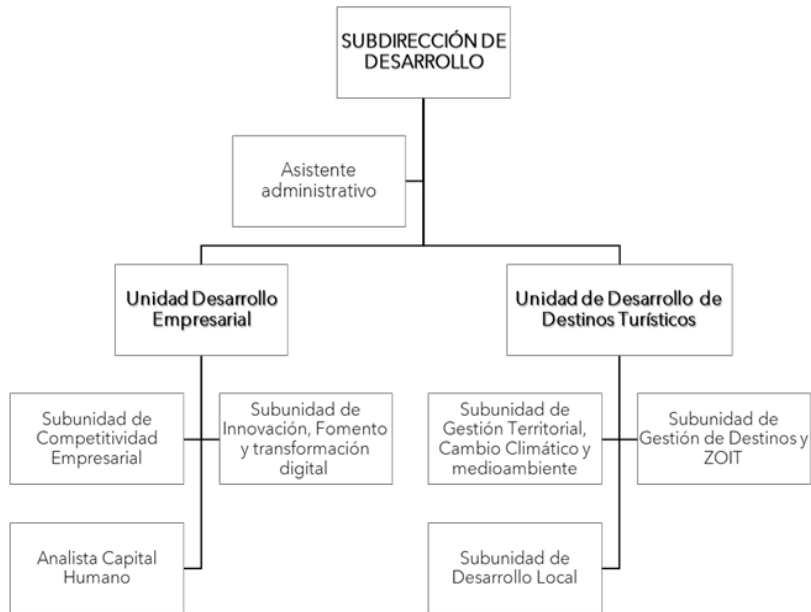 SUBDIRECCIÓN DE
DESARROLLO
Asistente
administrativo
Unidad Desarrollo
Empresarial
Unidad de Desarrollo de
Destinos Turísticos
Subunidad de
Competitividad
Empresarial
Subunidad de
Innovación, Fomento
y transformación
digital
Subunidad de
Gestión Territorial,
Cambio Climático y
medioambiente
Subunidad de
Gestión de Destinos y
ZOIT
Analista Capital
Humano
Subunidad de
Desarrollo Local